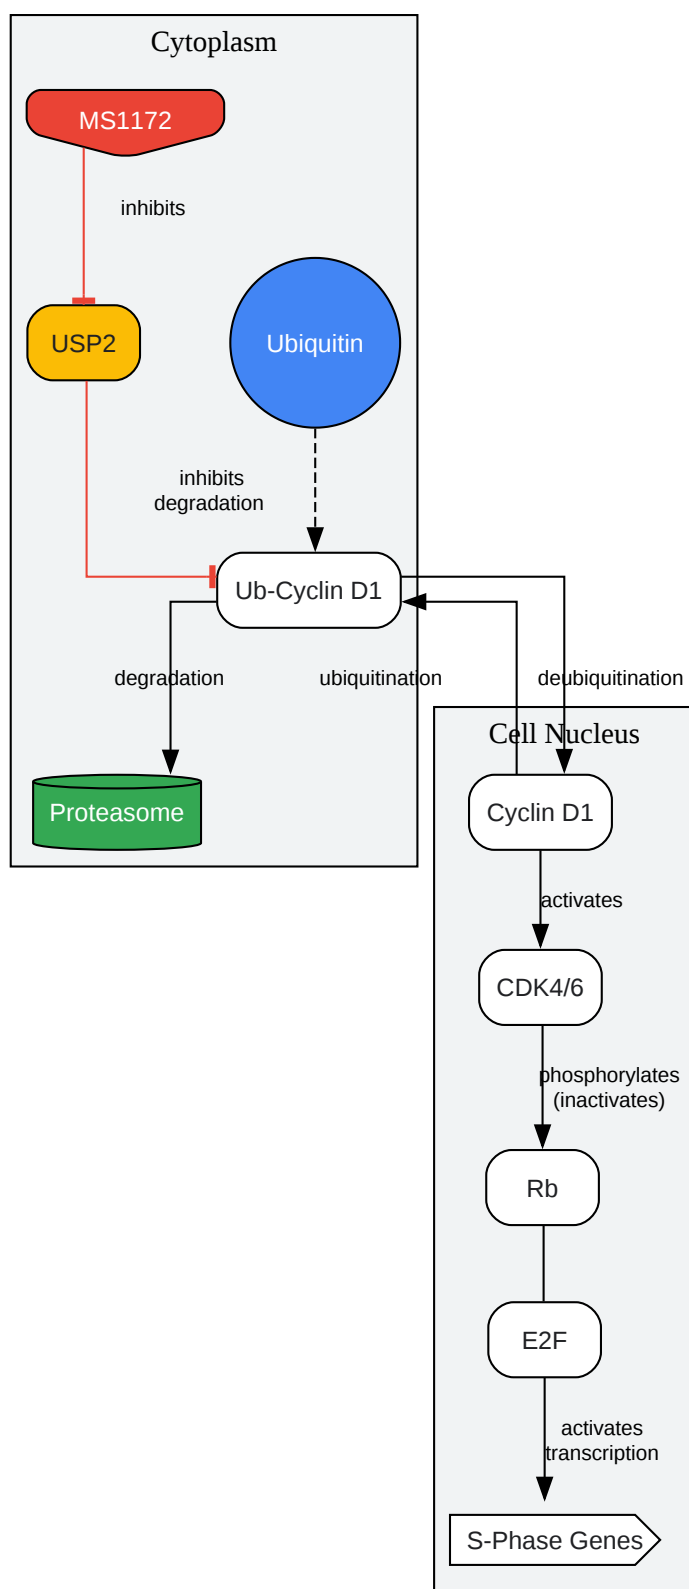 Cytoplasm
MS1172
inhibits
USP2
Ubiquitin
inhibits
degradation
Ub-Cyclin D1
degradation
ubiquitination
deubiquitination
Cell Nucleus
Proteasome
Cyclin D1
activates
CDK4/6
phosphorylates
(inactivates)
Rb
E2F
activates
transcription
S-Phase Genes